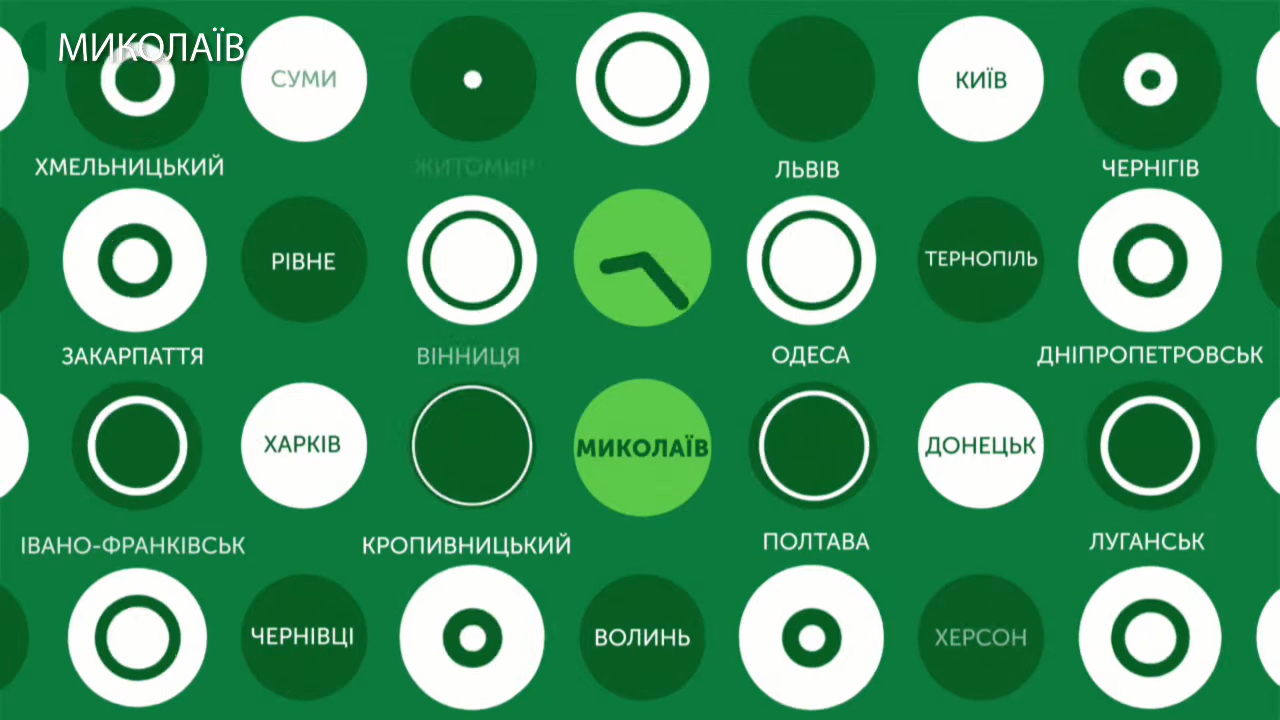 МИКОЛАЇВ
СУМИ
КИЇВ
ХМЕЛЬНИЦЬКИЙ
ЖИТОМИР
ЛЬВІВ
ЧЕРНІГІВ
РІВНЕ
ТЕРНОПІЛЬ
ЗАКАРПАТТЯ
ВІННИЦЯ
ОДЕСА
ДНІПРОПЕТРОВСЬК
ХАРКІВ
МИКОЛАЇВ
ДОНЕЦЬК
ІВАНО-ФРАНКІВСЬК
КРОПИВНИЦЬКИЙ
ПОЛТАВА
ЛУГАНСЬК
ЧЕРНІВЦІ
ВОЛИНЬ
ХЕРСОН